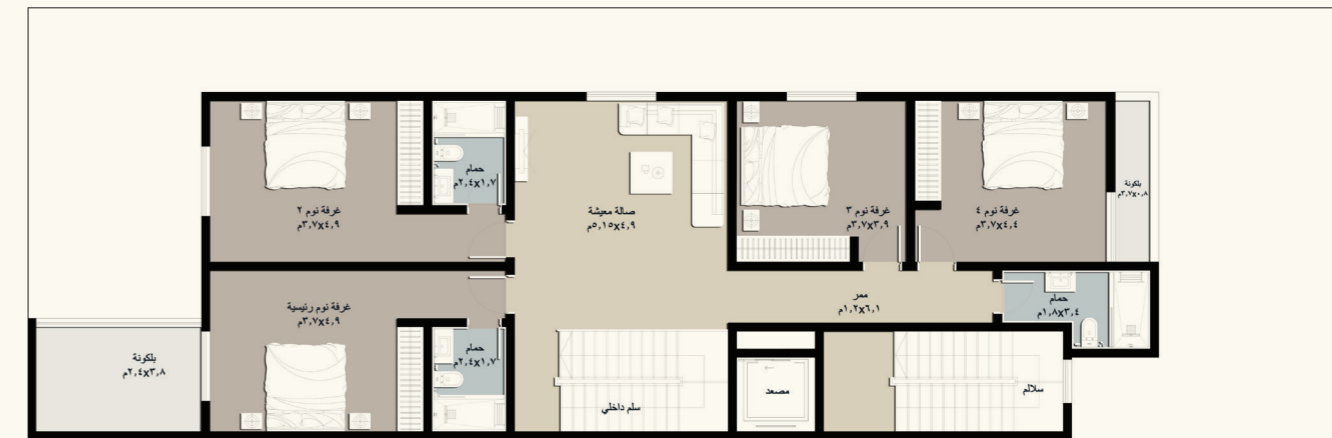 بلكونة
٣,٧x٠,٨م
غرفة نوم ٤
٣,٧x٤,٤م
غرفة نوم ٣
٣,٧x٣,٩م
صالة معيشة
٥,١٥x٤,٩م
حمام
٢,٤x١,٧م
غرفة نوم ٢
٣,٧x٤,٩م
حمام
١,٨x٣,٤م
ممر
١,٢x٦,١م
غرفة نوم رئيسية
٣,٧x٤,٩م
حمام
٢,٤x١,٧م
بلكونة
٢,٤x٣,٨م
سلالم
مصعد
سلم داخلي